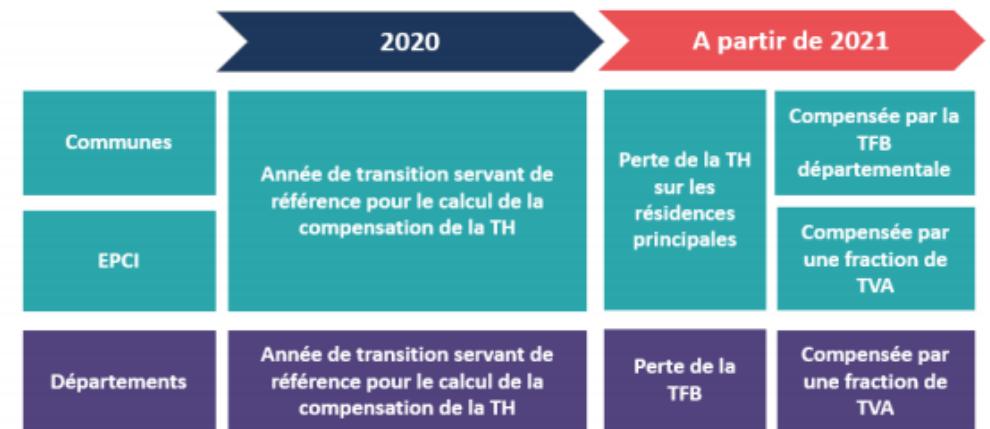 2020
A partir de 2021
Communes
Année de transition servant de
référence pour le calcul de la
compensation de la TH
Perte de la TH
sur les
résidences
principales
Compensée par la
TFB
départementale
EPCI
Compensée par
une fraction de
TVA
Départements
Année de transition servant de
référence pour le calcul de la
compensation de la TH
Perte de la
TFB
Compensée par
une fraction de
TVA